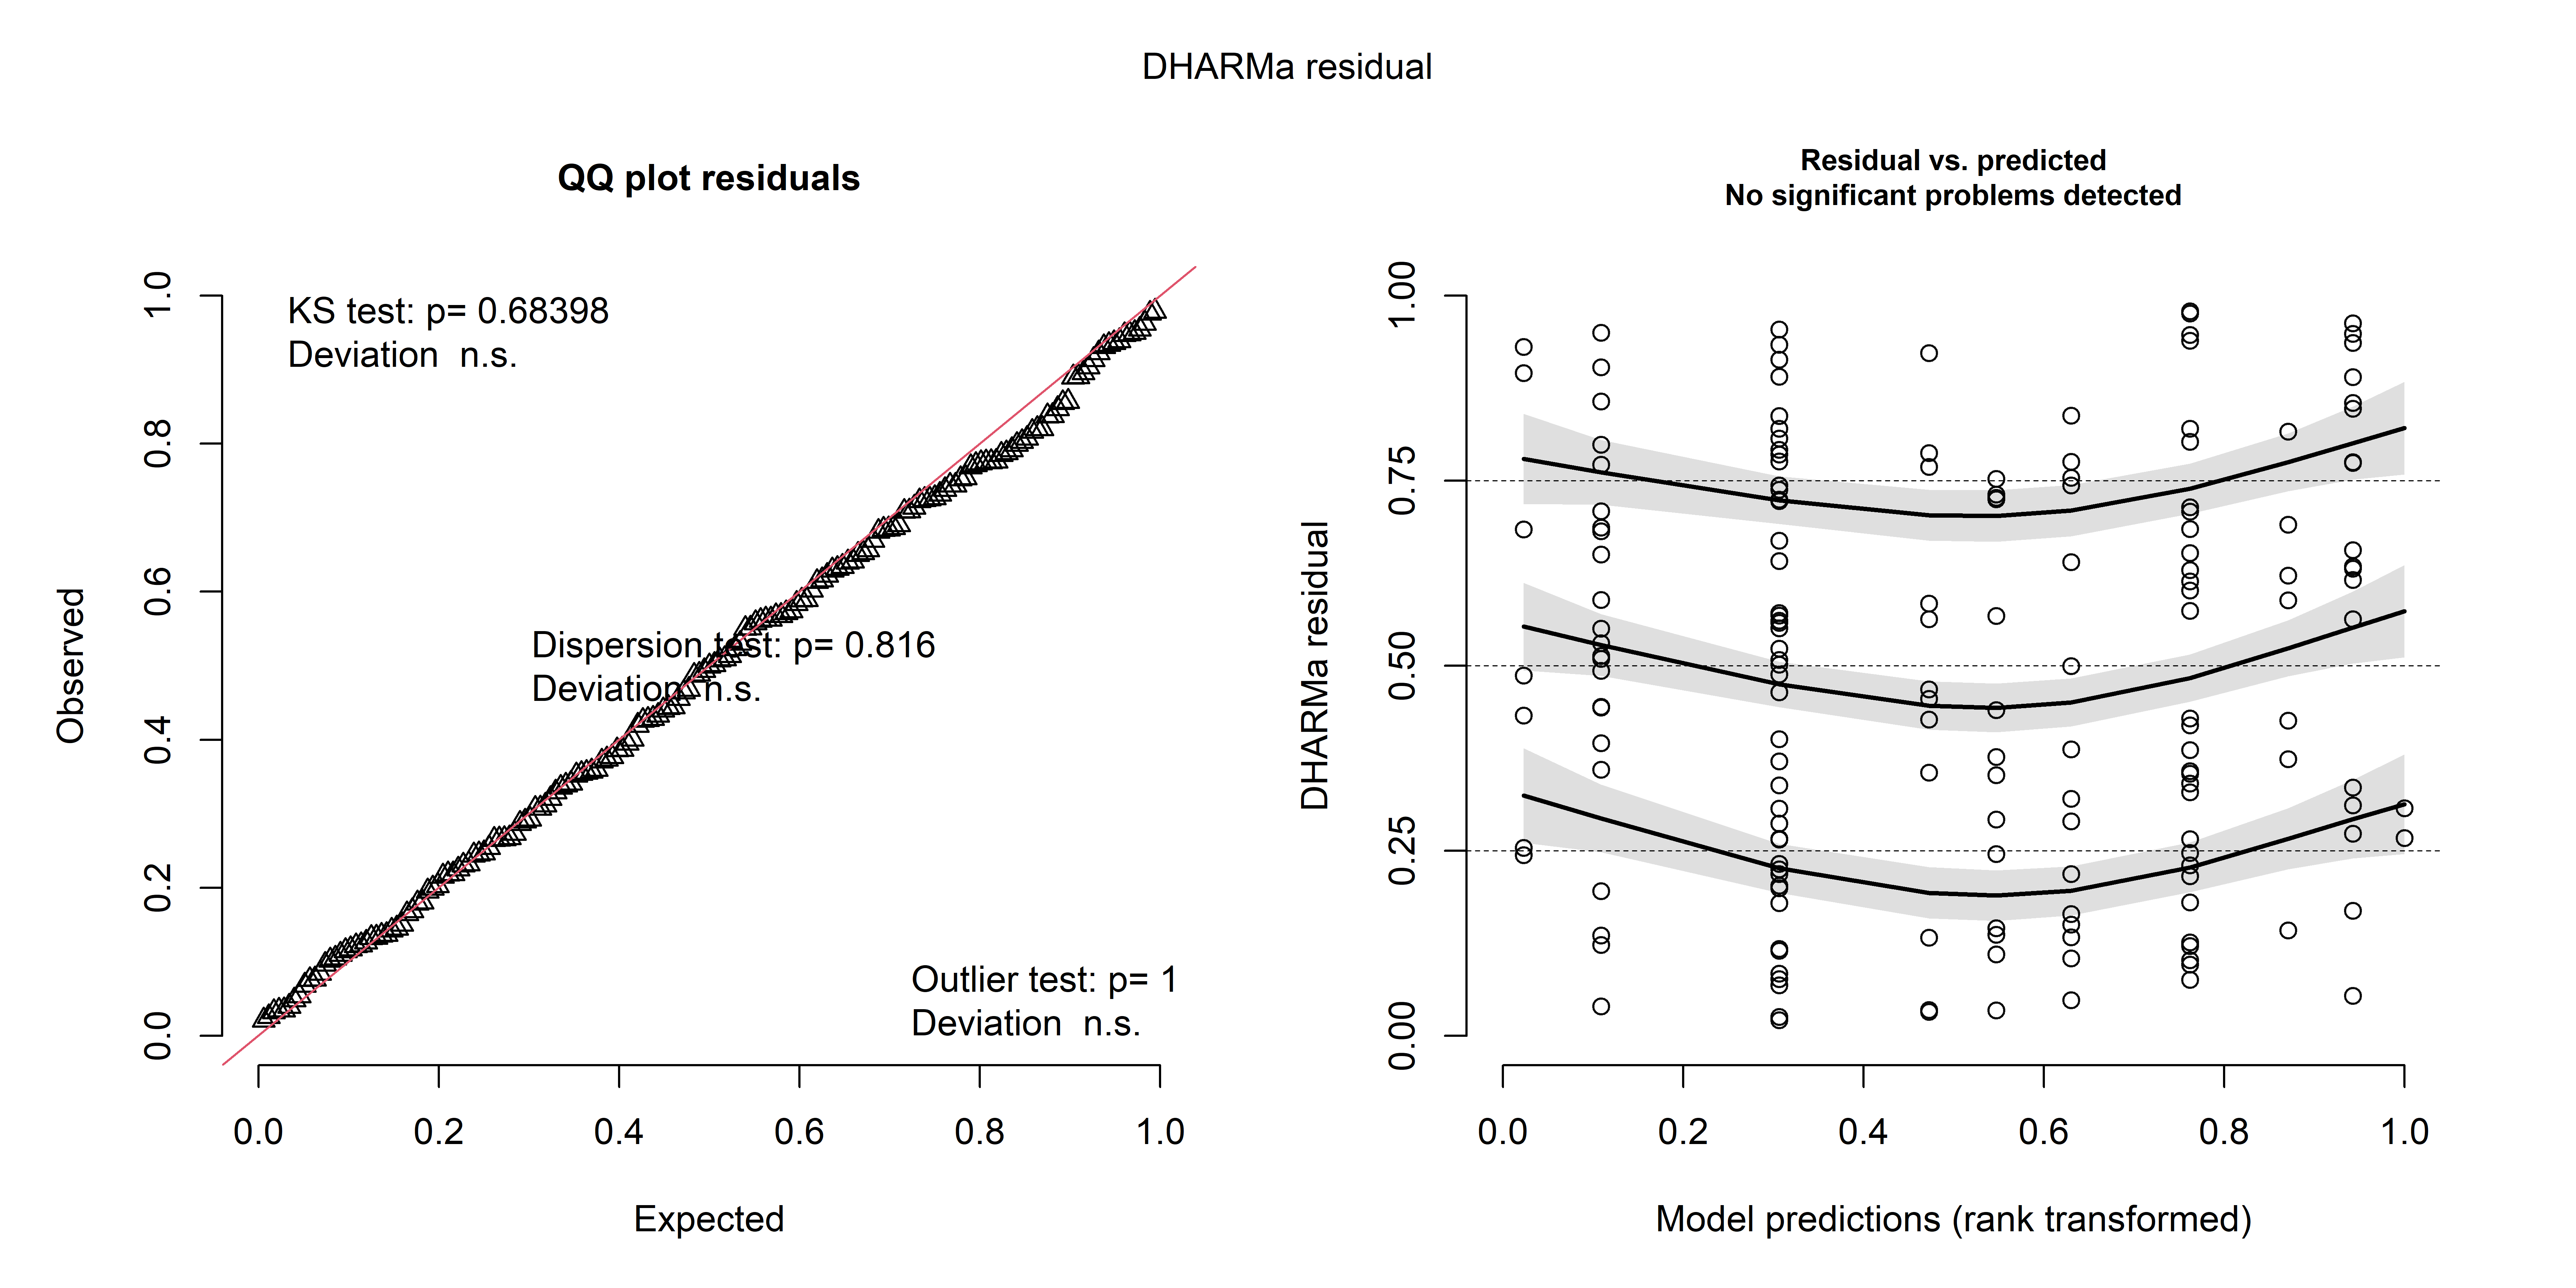 DHARMa residual
QQ plot residuals
KS test: p= 0.68398
Deviation  n.s.
Dispersion test: p= 0.816
Deviation  n.s.
Outlier test: p= 1
Deviation  n.s.
Observed
1.0
0.8
0.6
0.4
0.2
0.0
0.0 0.2 0.4 0.6 0.8 1.0
Expected
Residual vs. predicted
No significant problems detected
DHARMa residual
1.00
0.75
0.50
0.25
0.00
0.0 0.2 0.4 0.6 0.8 1.0
Model predictions (rank transformed)